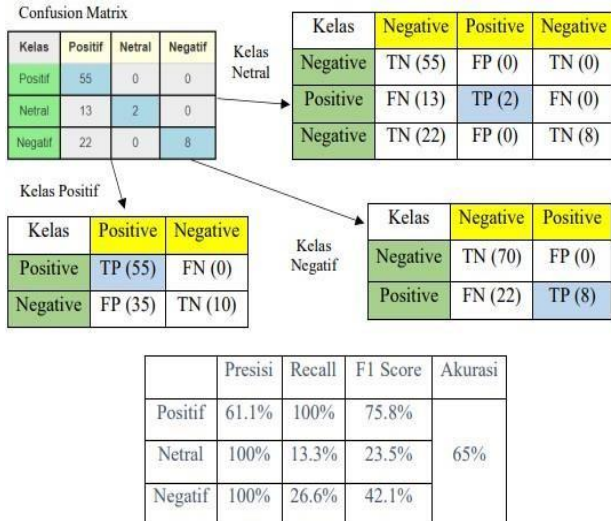 Confusion Matrix
Kelas Positif Netral Negatif
Positif 55 0 0
Netral 13 2 0
Negatif 22 0 8
Kelas
Netral
Kelas Negative Positive Negative
Negative TN (55) FP (0) TN (0)
Positive FN (13) TP (2) FN (0)
Negative TN (22) FP (0) TN (8)
Kelas Positif
Kelas Positive Negative
Positive TP (55) FN (0)
Negative FP (35) TN (10)
Kelas
Negatif
Kelas Negative Positive
Negative TN (70) FP (0)
Positive FN (22) TP (8)
Presisi Recall F1 Score Akurasi
Positif 61.1% 100% 75.8%
Netral 100% 13.3% 23.5% 65%
Negatif 100% 26.6% 42.1%